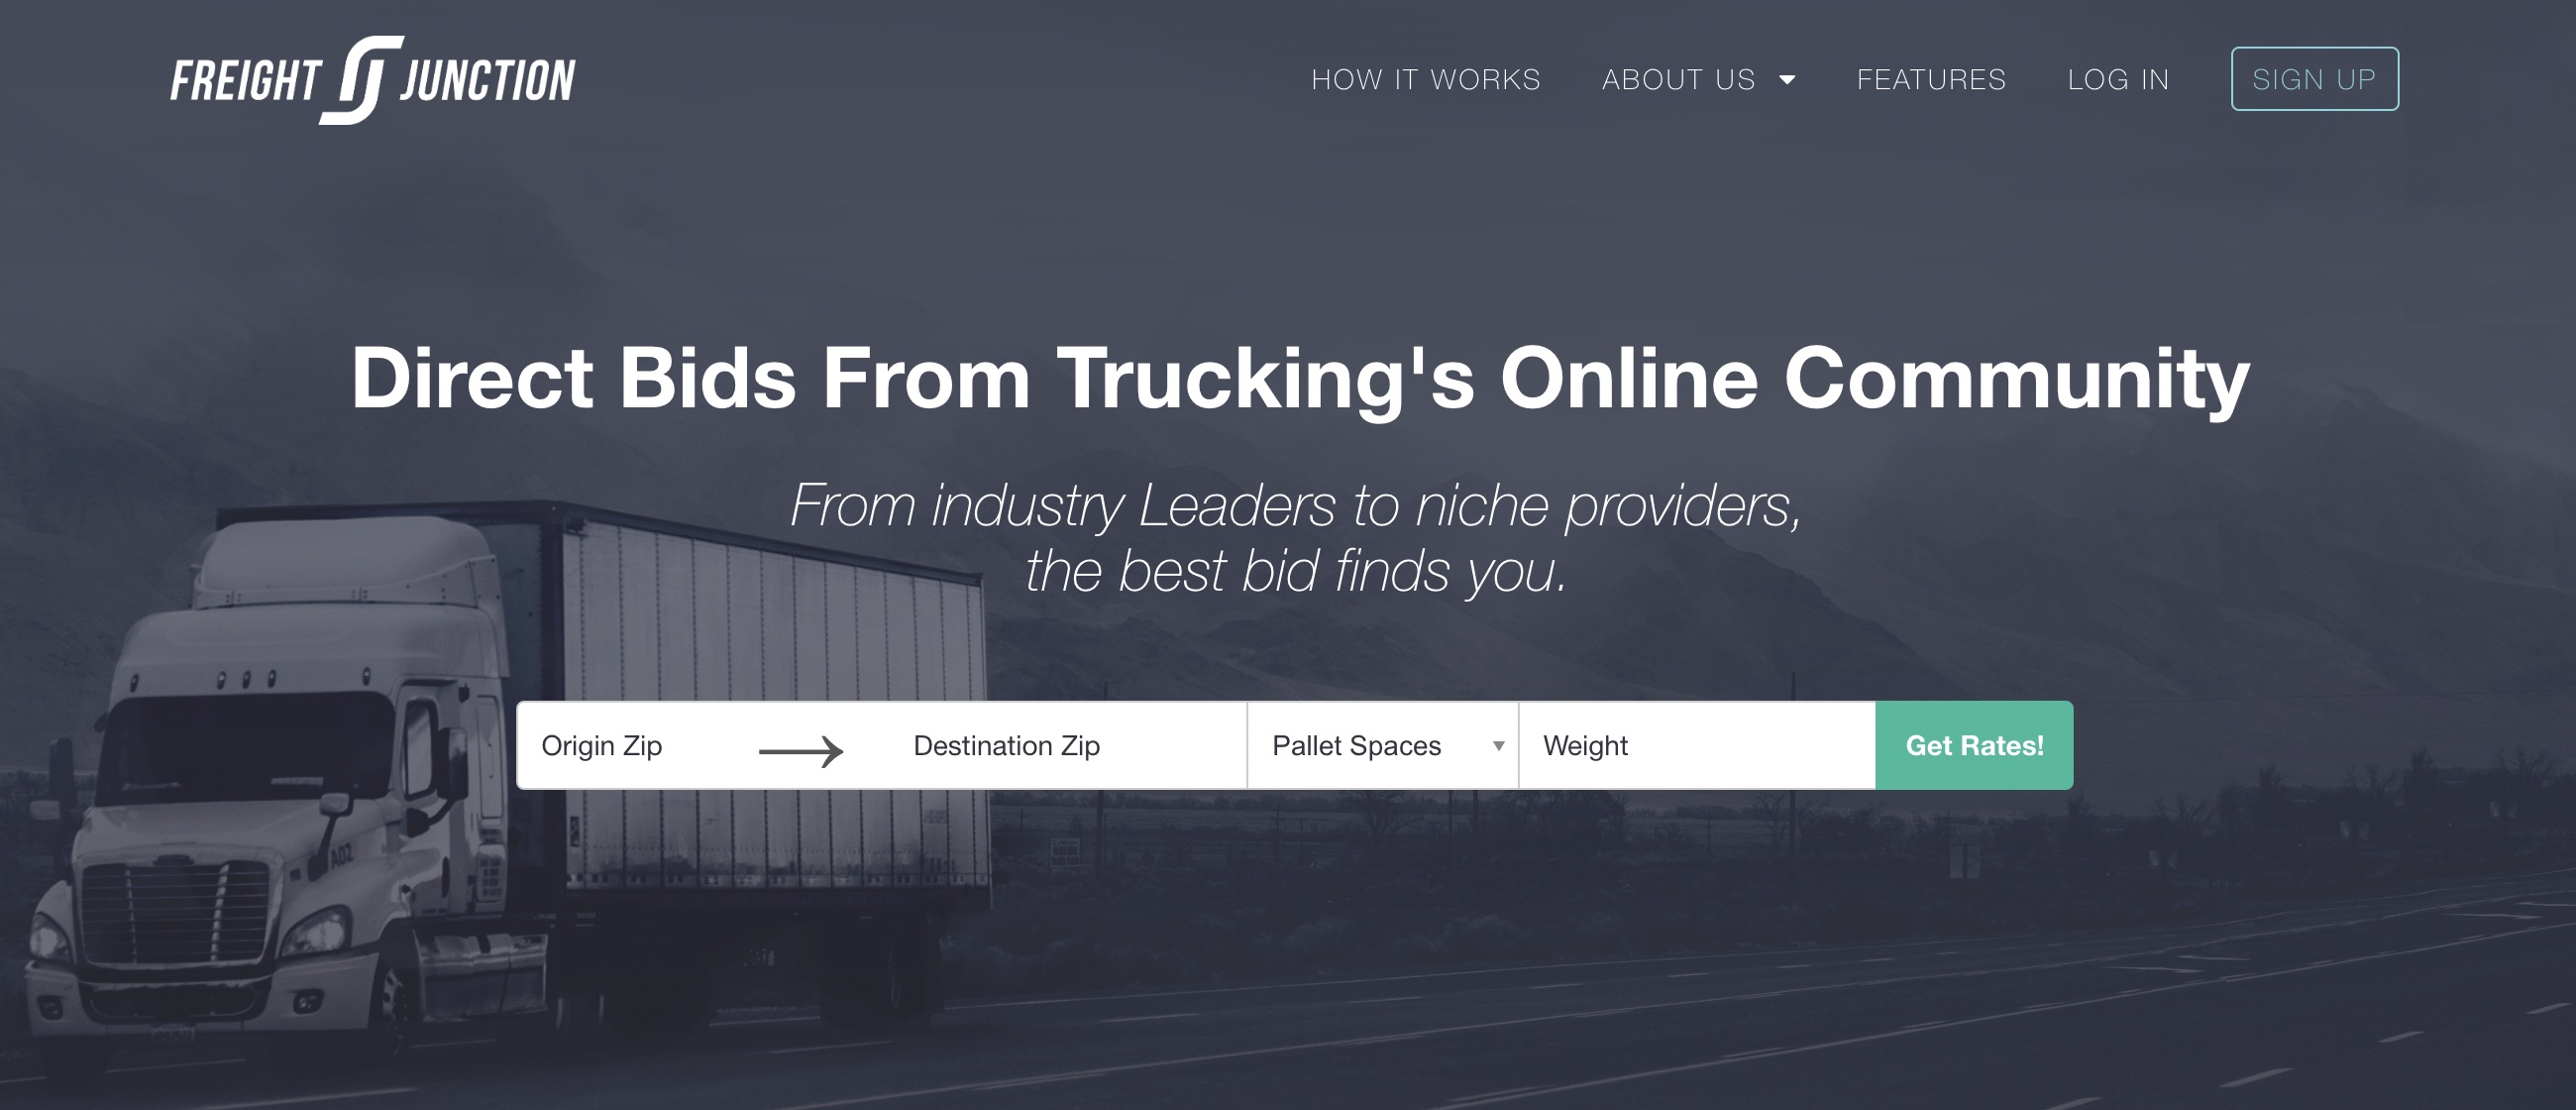 FREIGHT JUNCTION
HOW IT WORKS
ABOUT US
FEATURES
LOG IN
SIGN UP
Direct Bids From Trucking's Online Community
From industry Leaders to niche providers,
the best bid finds you.
Origin Zip
Destination Zip
Pallet Spaces
Weight
Get Rates!
A02